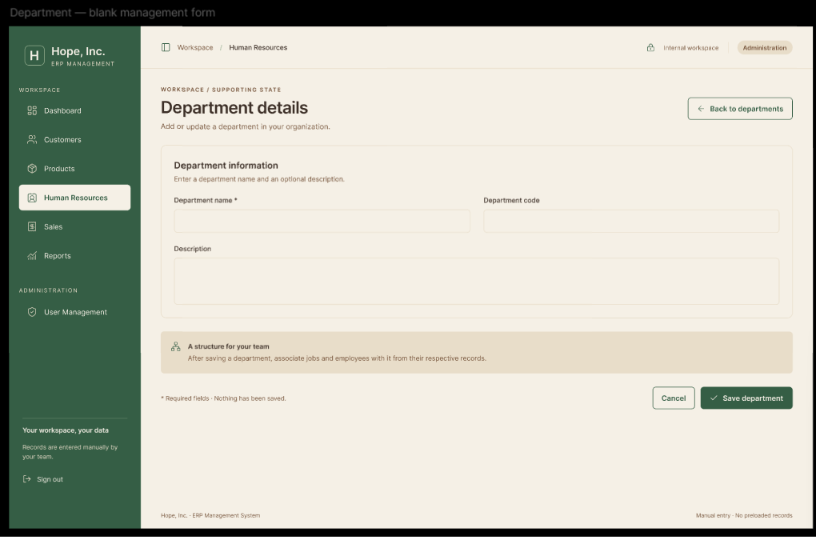 Department — blank management form
H
Hope, Inc.
ERP MANAGEMENT
WORKSPACE
Dashboard
Customers
Products
Human Resources
Sales
Reports
ADMINISTRATION
User Management
Your workspace, your data
Records are entered manually by
your team.
Sign out
Workspace / Human Resources
Internal workspace
Administration
WORKSPACE / SUPPORTING STATE
Department details
Add or update a department in your organization.
← Back to departments
Department information
Enter a department name and an optional description.
Department name *
Department code
Description
A structure for your team
After saving a department, associate jobs and employees with it from their respective records.
* Required fields · Nothing has been saved.
Cancel
Save department
Hope, Inc. · ERP Management System
Manual entry · No preloaded records